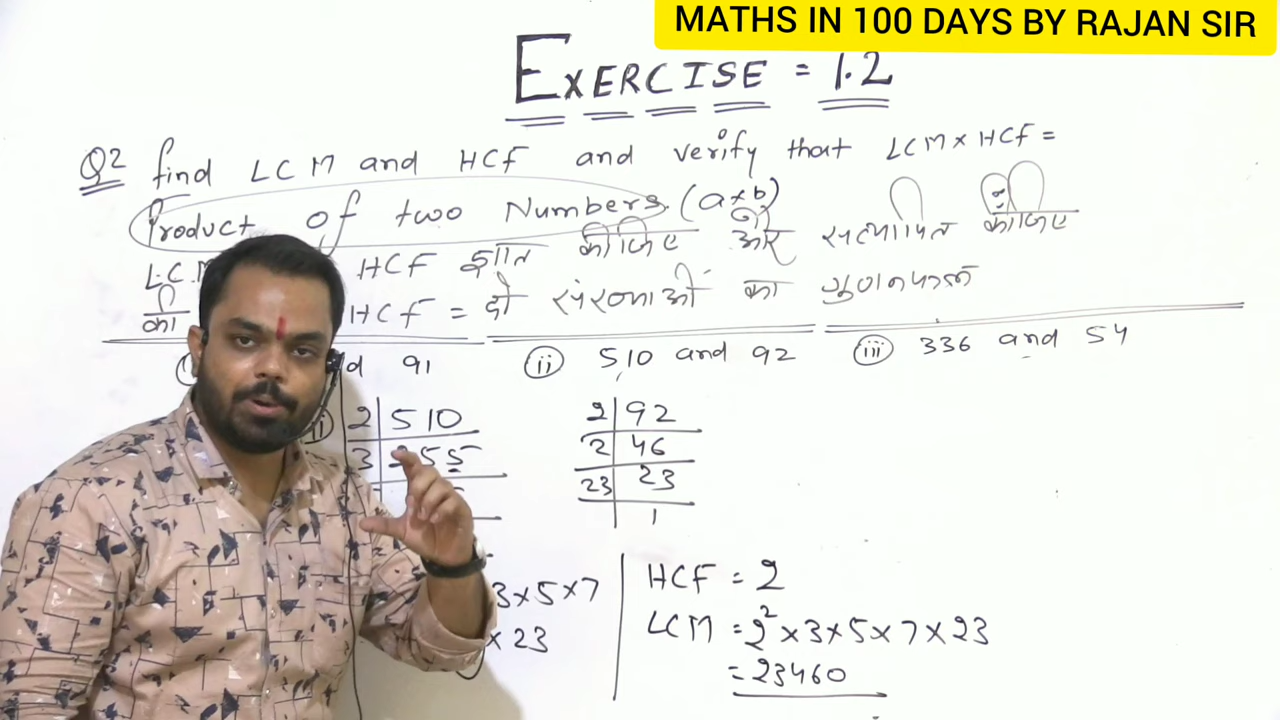 MATHS IN 100 DAYS BY RAJAN SIR
EXERCISE = 1.2
Q2 find LCM and HCF and verify that LCM x HCF =
Product of two Numbers. (a x b)
L.C.M HCF ज्ञात कीजिए और सत्यापित कीजिए
कि HCF = दो संख्याओं का गुणनफल
91
ii 510 and 92
iii 336 and 54
2 510
3 255
2 92
2 46
23 23
1
3 x 5 x 7
x 23
HCF = 2
LCM = 2² x 3 x 5 x 7 x 23
= 23460